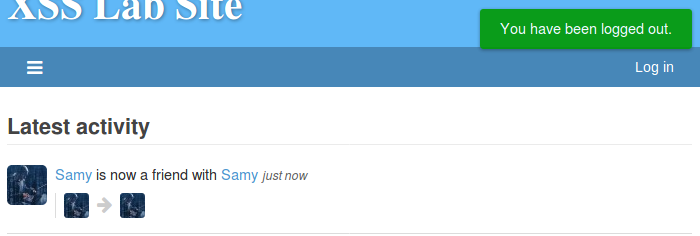 XSS Lab Site
You have been logged out.
Log in
Latest activity
Samy is now a friend with Samy just now